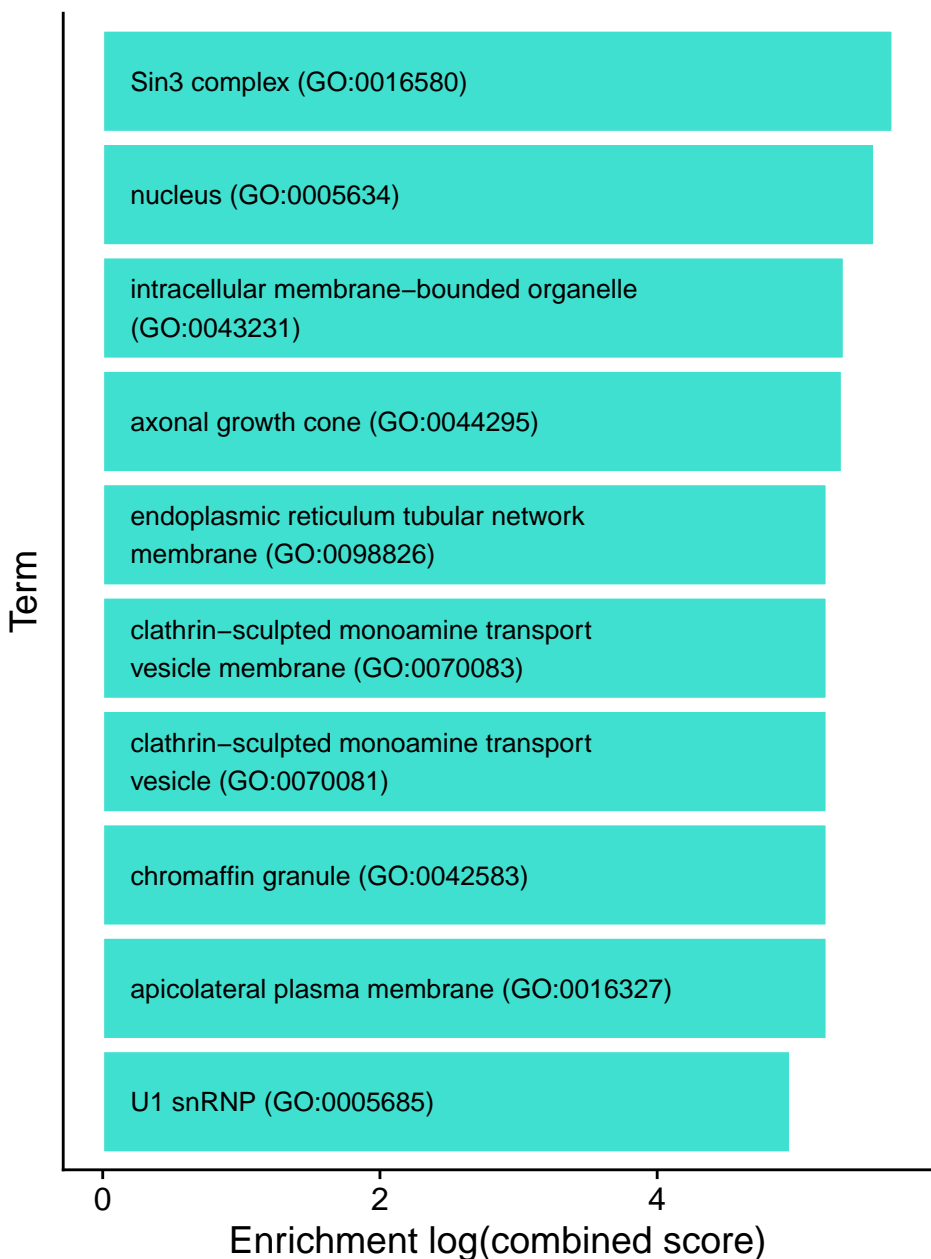 Sin3 complex (GO:0016580)
nucleus (GO:0005634)
intracellular membrane−bounded organelle
(GO:0043231)
axonal growth cone (GO:0044295)
endoplasmic reticulum tubular network
membrane (GO:0098826)
clathrin−sculpted monoamine transport
vesicle membrane (GO:0070083)
clathrin−sculpted monoamine transport
vesicle (GO:0070081)
chromaffin granule (GO:0042583)
apicolateral plasma membrane (GO:0016327)
U1 snRNP (GO:0005685)
Term
0 2 4
Enrichment log(combined score)